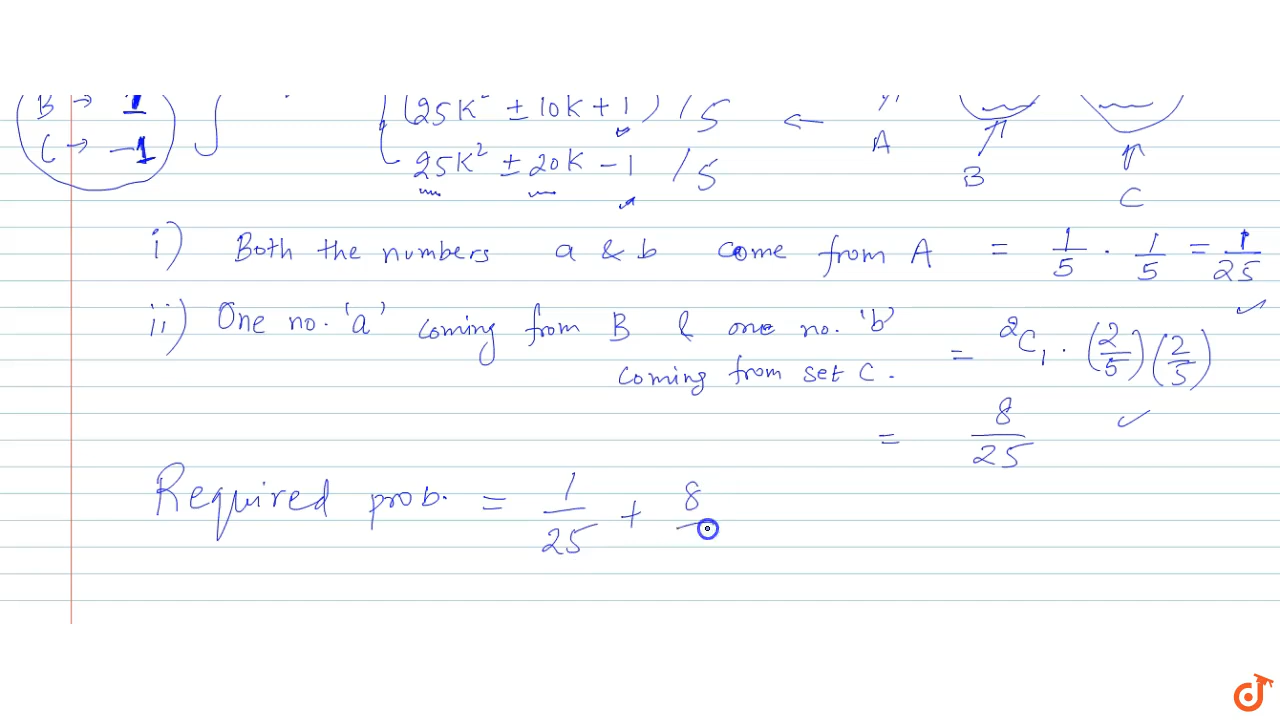 B → 1
C → -1
(25K² ± 10K + 1) / 5
25K² ± 20K - 1 / 5
←
A
B
C
i) Both the numbers a & b come from A = 1/5 · 1/5 = 1/25
ii) One no. 'a' coming from B & one no. 'b'
coming from set C. = ²C₁ · (2/5)(2/5)
= 8/25
Required prob. = 1/25 + 8